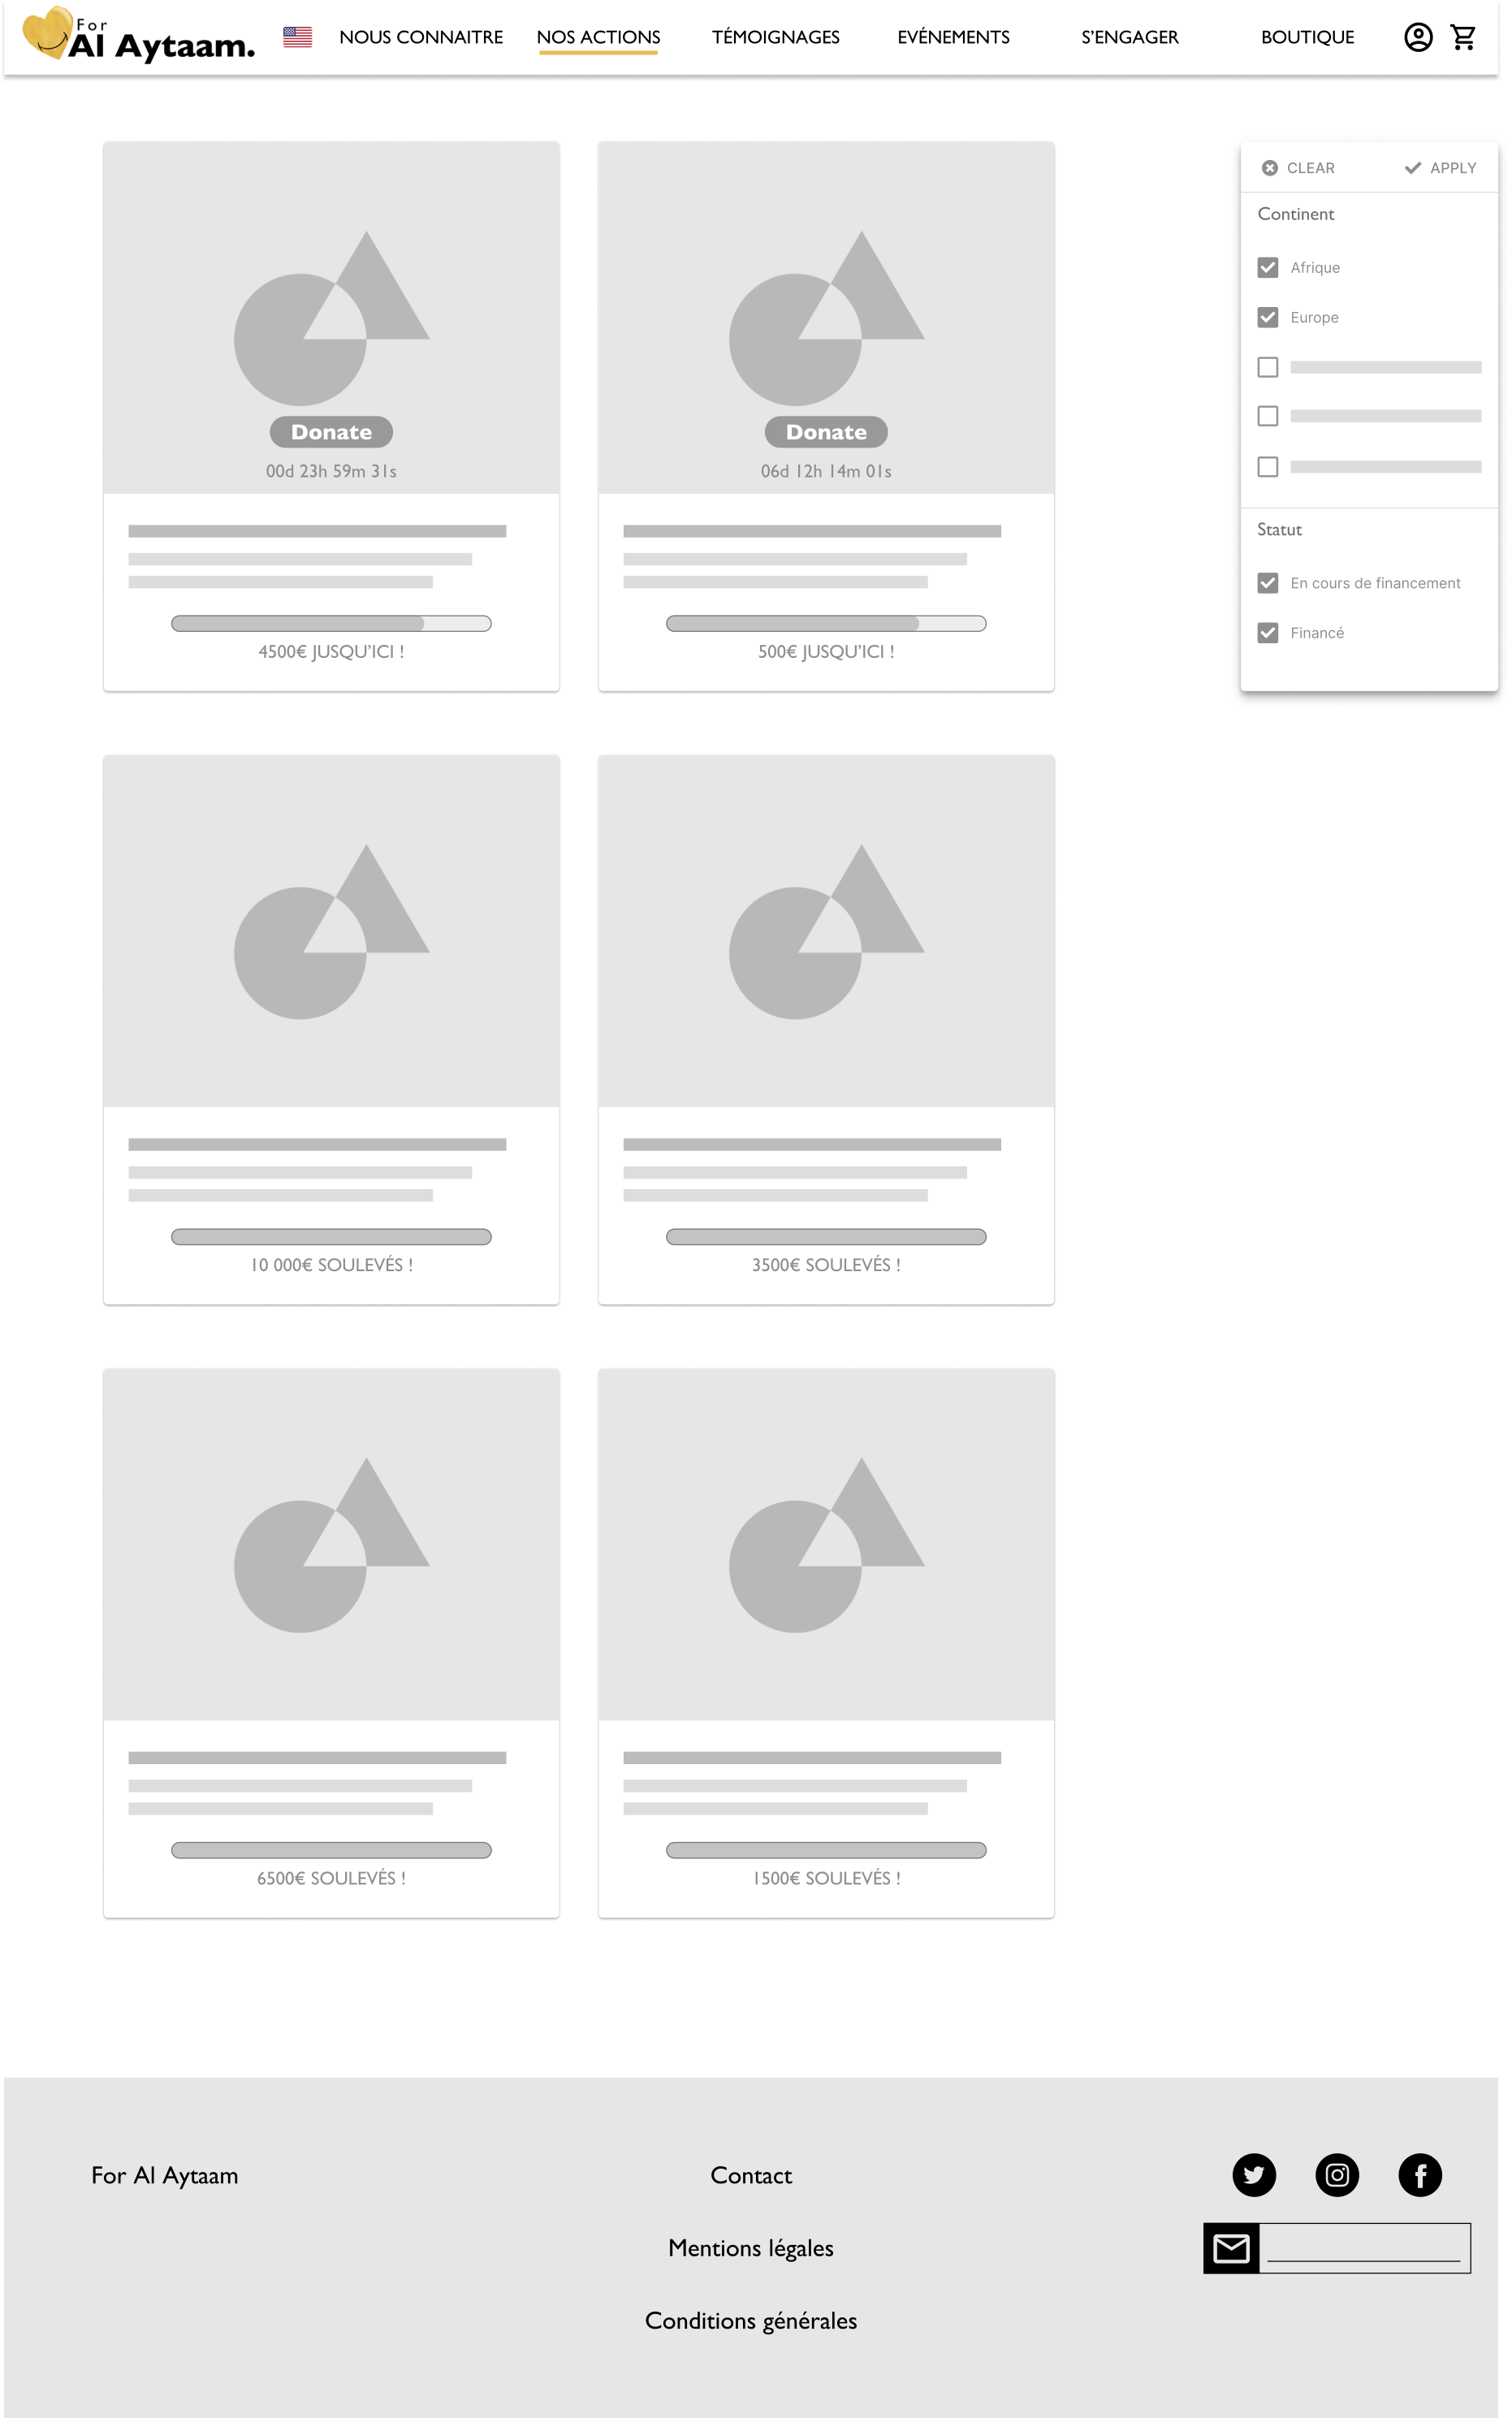 For
Al Aytaam.
NOUS CONNAITRE
NOS ACTIONS
TÉMOIGNAGES
EVÉNEMENTS
S'ENGAGER
BOUTIQUE
Donate
00d 23h 59m 31s
4500€ JUSQU'ICI !
Donate
06d 12h 14m 01s
500€ JUSQU'ICI !
CLEAR
APPLY
Continent
Afrique
Europe
Statut
En cours de financement
Financé
10 000€ SOULEVÉS !
3500€ SOULEVÉS !
6500€ SOULEVÉS !
1500€ SOULEVÉS !
For Al Aytaam
Contact
Mentions légales
Conditions générales